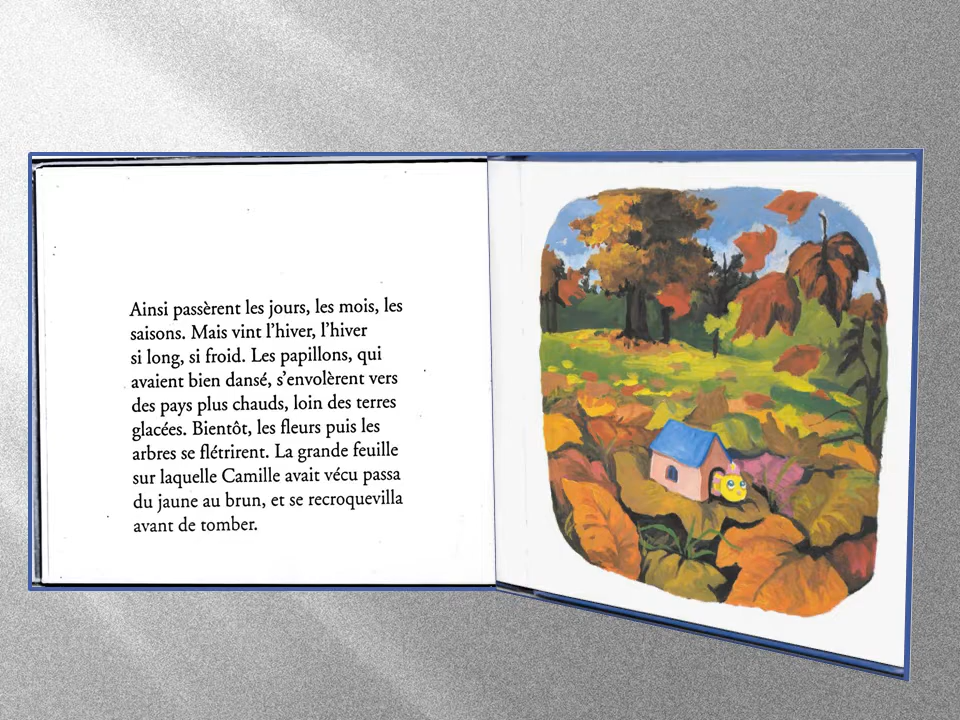 Ainsi passèrent les jours, les mois, les
saisons. Mais vint l'hiver, l'hiver
si long, si froid. Les papillons, qui
avaient bien dansé, s'envolèrent vers
des pays plus chauds, loin des terres
glacées. Bientôt, les fleurs puis les
arbres se flétrirent. La grande feuille
sur laquelle Camille avait vécu passa
du jaune au brun, et se recroquevilla
avant de tomber.